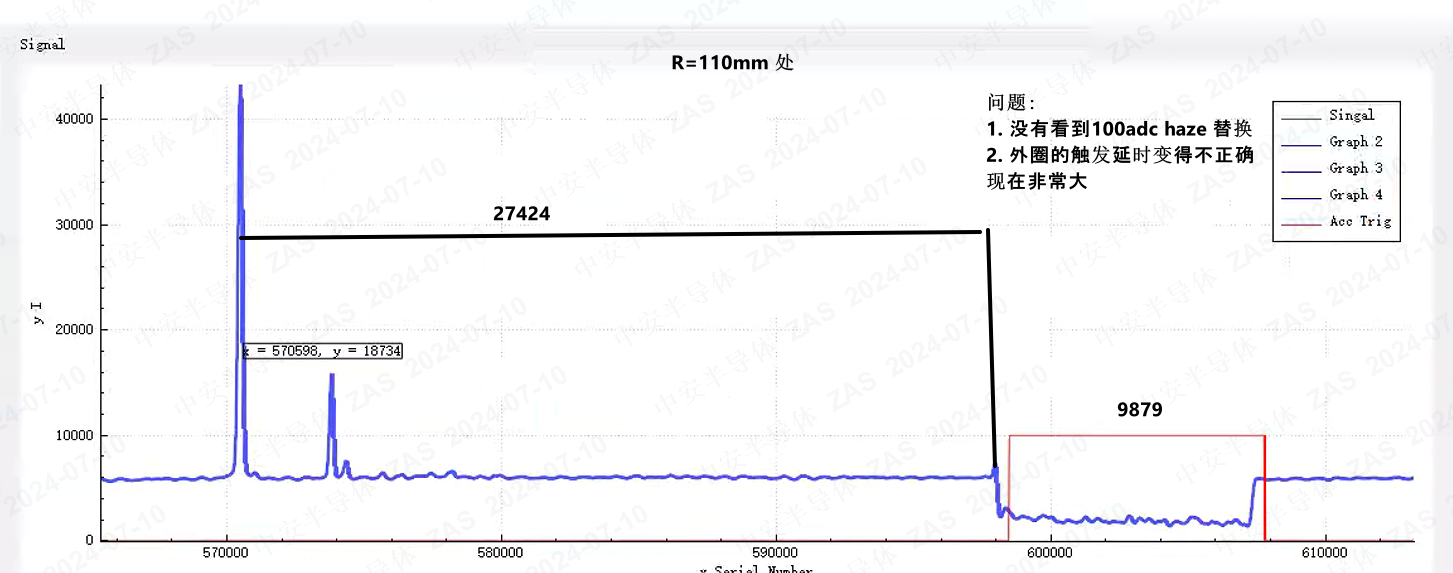 Signal
R=110mm 处
问题:
1. 没有看到100adc haze 替换
2. 外圈的触发延时变得不正确
现在非常大
Singal
Graph 2
Graph 3
Graph 4
Acc Trig
40000
30000
20000
10000
0
y I
27424
x = 570598, y = 18734
9879
570000
580000
590000
600000
610000
x Serial Number
中安半导体 ZAS 2024-07-10